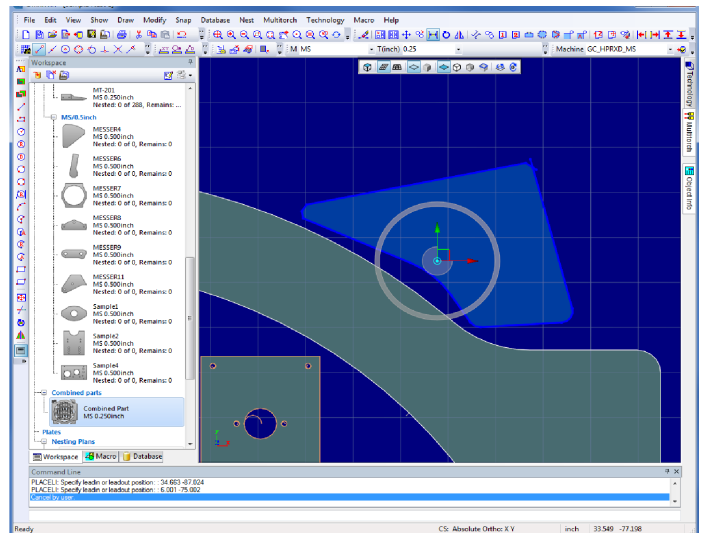 File Edit View Show Draw Modify Snap Database Nest Multitorch Technology Macro Help
M MS T(inch) 0.25 Machine GC_HPRXD_MS
Workspace
MT-201
MS 0.250inch
Nested: 0 of 288, Remains: ...
MS/0.5inch
MESSER4
MS 0.500inch
Nested: 0 of 0, Remains: 0
MESSER6
MS 0.500inch
Nested: 0 of 0, Remains: 0
MESSER7
MS 0.500inch
Nested: 0 of 0, Remains: 0
MESSER8
MS 0.500inch
Nested: 0 of 0, Remains: 0
MESSER9
MS 0.500inch
Nested: 0 of 0, Remains: 0
MESSER11
MS 0.500inch
Nested: 0 of 0, Remains: 0
Sample1
MS 0.500inch
Nested: 0 of 0, Remains: 0
Sample2
MS 0.500inch
Nested: 0 of 0, Remains: 0
Sample4
MS 0.500inch
Nested: 0 of 0, Remains: 0
Combined parts
Combined Part
MS 0.250inch
Plates
Nesting Plans
Workspace Macro Database
Technology
Multitorch
Object Info
Command Line
PLACELI: Specify leadin or leadout position: : 34.663 -87.024
PLACELI: Specify leadin or leadout position: : 6.001 -75.002
Cancel by user.
Ready CS: Absolute Ortho: X Y inch 33.549 -77.198